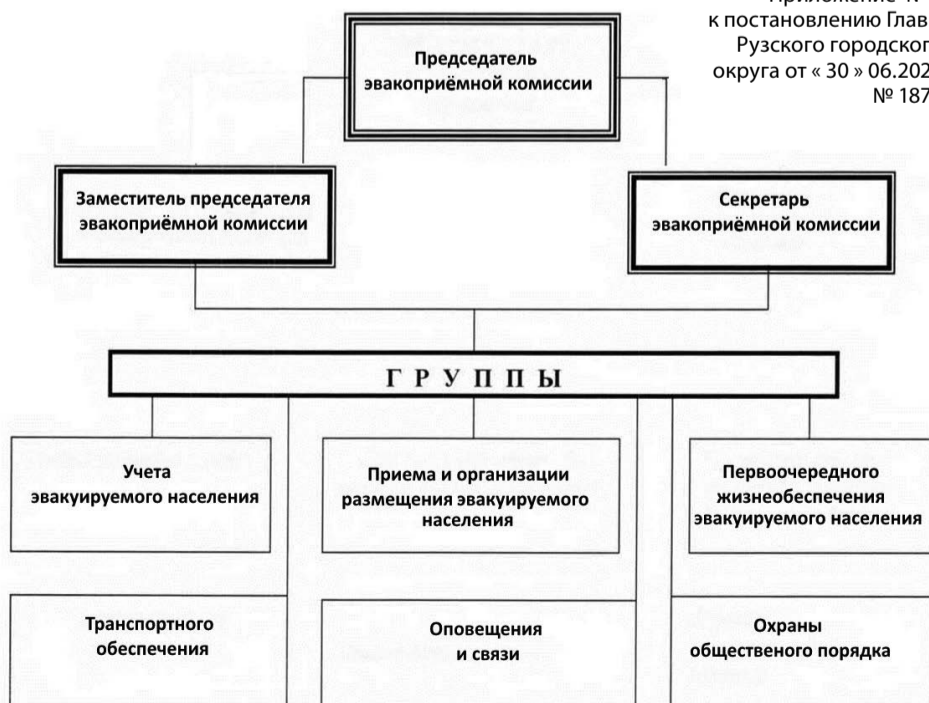 Приложение №
к постановлению Глав
Рузского городског
округа от « 30 » 06.202
№ 187
Председатель
эвакоприёмной комиссии
Заместитель председателя
эвакоприёмной комиссии
Секретарь
эвакоприёмной комиссии
Г Р У П П Ы
Учета
эвакуируемого населения
Приема и организации
размещения эвакуируемого
населения
Первоочередного
жизнеобеспечения
эвакуируемого населения
Транспортного
обеспечения
Оповещения
и связи
Охраны
общественого порядка